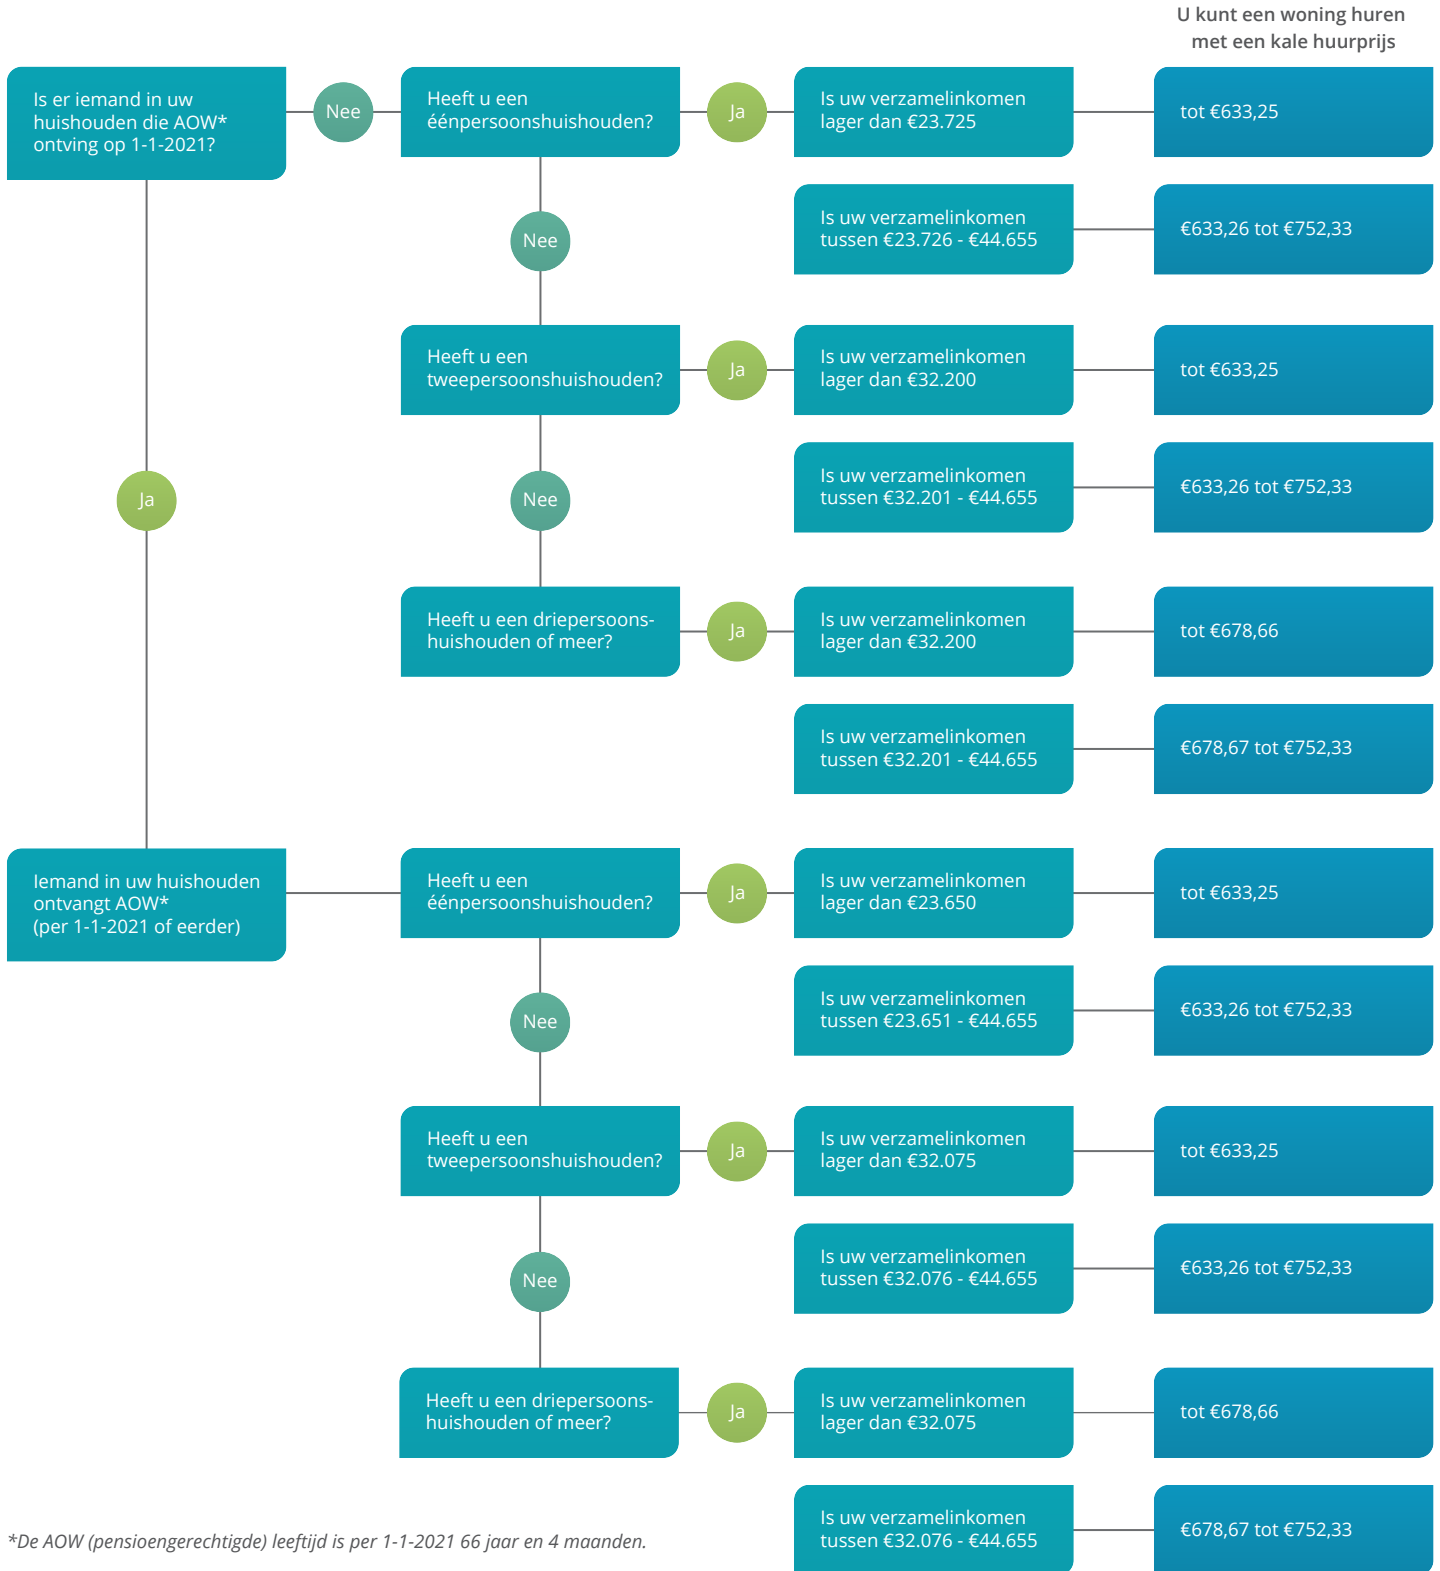 U kunt een woning huren
met een kale huurprijs
Is er iemand in uw
huishouden die AOW*
ontving op 1-1-2021?
Nee
Heeft u een
éénpersoonshuishouden?
Ja
Is uw verzamelinkomen
lager dan €23.725
tot €633,25
Is uw verzamelinkomen
tussen €23.726 - €44.655
€633,26 tot €752,33
Nee
Heeft u een
tweepersoonshuishouden?
Ja
Is uw verzamelinkomen
lager dan €32.200
tot €633,25
Is uw verzamelinkomen
tussen €32.201 - €44.655
€633,26 tot €752,33
Ja
Nee
Heeft u een driepersoons-
huishouden of meer?
Ja
Is uw verzamelinkomen
lager dan €32.200
tot €678,66
Is uw verzamelinkomen
tussen €32.201 - €44.655
€678,67 tot €752,33
Iemand in uw huishouden
ontvangt AOW*
(per 1-1-2021 of eerder)
Heeft u een
éénpersoonshuishouden?
Ja
Is uw verzamelinkomen
lager dan €23.650
tot €633,25
Is uw verzamelinkomen
tussen €23.651 - €44.655
€633,26 tot €752,33
Nee
Heeft u een
tweepersoonshuishouden?
Ja
Is uw verzamelinkomen
lager dan €32.075
tot €633,25
Is uw verzamelinkomen
tussen €32.076 - €44.655
€633,26 tot €752,33
Nee
Heeft u een driepersoons-
huishouden of meer?
Ja
Is uw verzamelinkomen
lager dan €32.075
tot €678,66
Is uw verzamelinkomen
tussen €32.076 - €44.655
€678,67 tot €752,33
*De AOW (pensioengerechtigde) leeftijd is per 1-1-2021 66 jaar en 4 maanden.